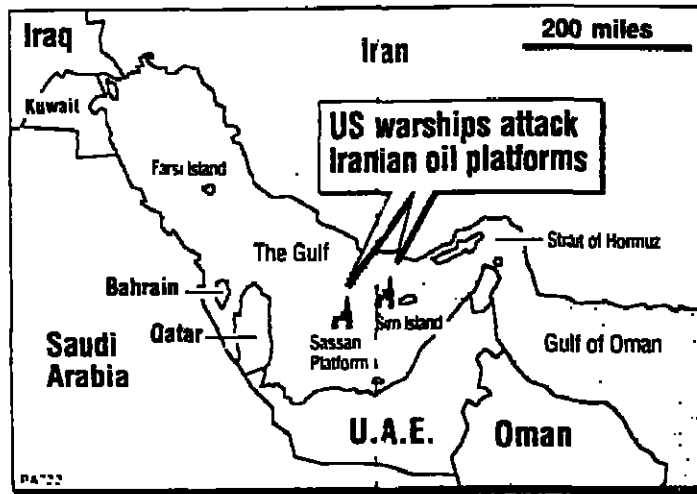 Iraq
Iran
200 miles
Kuwait
US warships attack
Iranian oil platforms
Farsi Island
The Gulf
Strait of Hormuz
Bahrain
Qatar
Sassan
Platform
Sirri Island
Saudi
Arabia
Gulf of Oman
U.A.E.
Oman